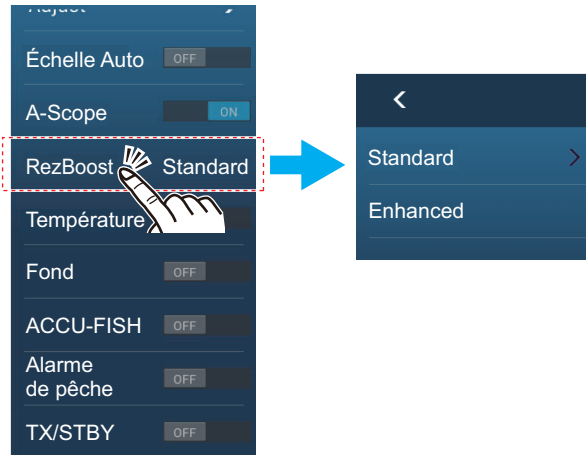 Échelle Auto OFF
A-Scope ON
RezBoost Standard
Température
Fond OFF
ACCU-FISH OFF
Alarme
de pêche OFF
TX/STBY OFF
Standard
Enhanced